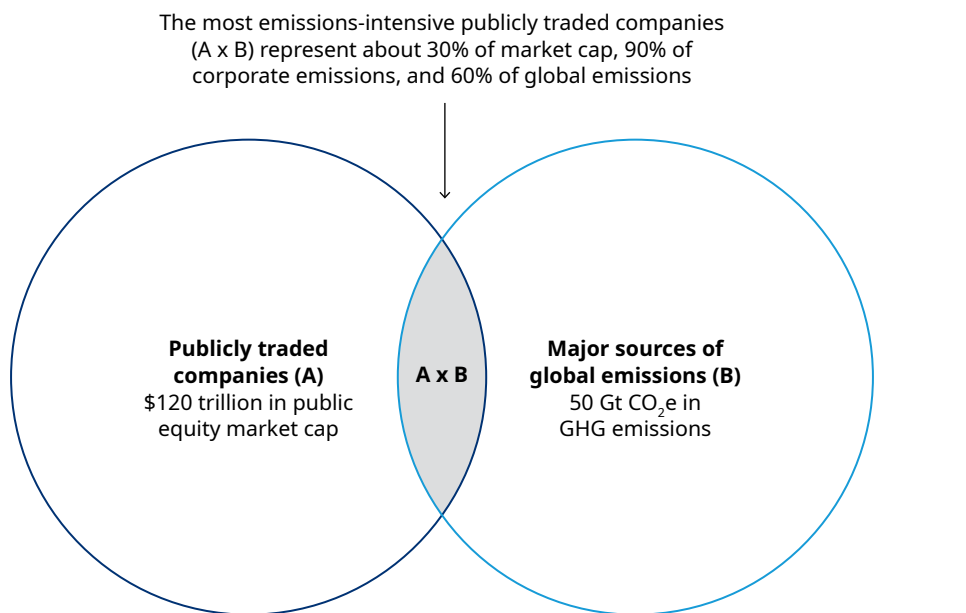 The most emissions-intensive publicly traded companies
(A x B) represent about 30% of market cap, 90% of
corporate emissions, and 60% of global emissions
Publicly traded
companies (A)
$120 trillion in public
equity market cap
A x B
Major sources of
global emissions (B)
50 Gt CO₂e in
GHG emissions